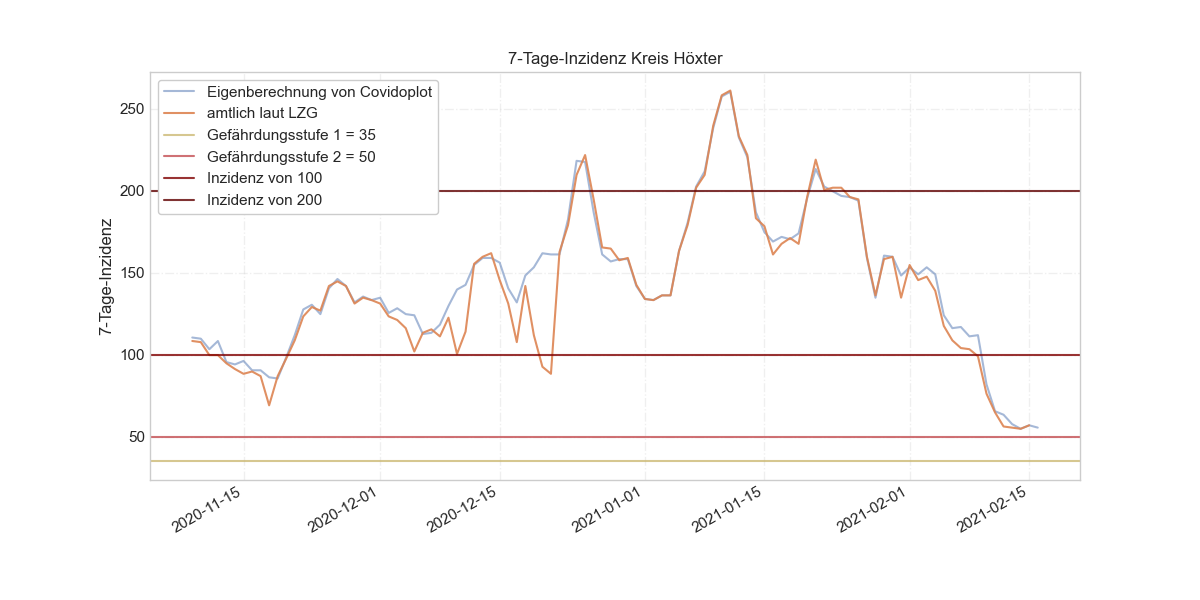 7-Tage-Inzidenz Kreis Höxter
Eigenberechnung von Covidoplot
amtlich laut LZG
Gefährdungsstufe 1 = 35
Gefährdungsstufe 2 = 50
Inzidenz von 100
Inzidenz von 200
7-Tage-Inzidenz
250
200
150
100
50
2020-11-15
2020-12-01
2020-12-15
2021-01-01
2021-01-15
2021-02-01
2021-02-15